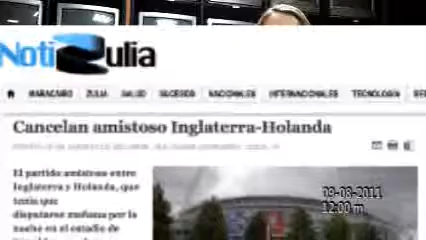 NotiZulia
MARACAIBO ZULIA SALUD SUCESOS NACIONALES INTERNACIONALES TECNOLOGÍA
Cancelan amistoso Inglaterra-Holanda
El partido amistoso entre
Inglaterra y Holanda, que
tenía que
disputarse mañana por la
noche en el estadio de
09-08-2011
12:00 m.